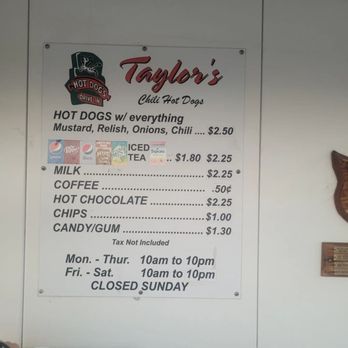 HOT DOGS
DRIVE IN
Taylor's
Chili Hot Dogs
HOT DOGS w/ everything
Mustard, Relish, Onions, Chili .... $2.50
ICED
TEA ... $1.80 $2.25
MILK ........................ $2.25
COFFEE ........................ .50¢
HOT CHOCOLATE ................ $2.25
CHIPS ........................ $1.00
CANDY/GUM .................... $1.30
Tax Not Included
Mon. - Thur. 10am to 10pm
Fri. - Sat. 10am to 10pm
CLOSED SUNDAY